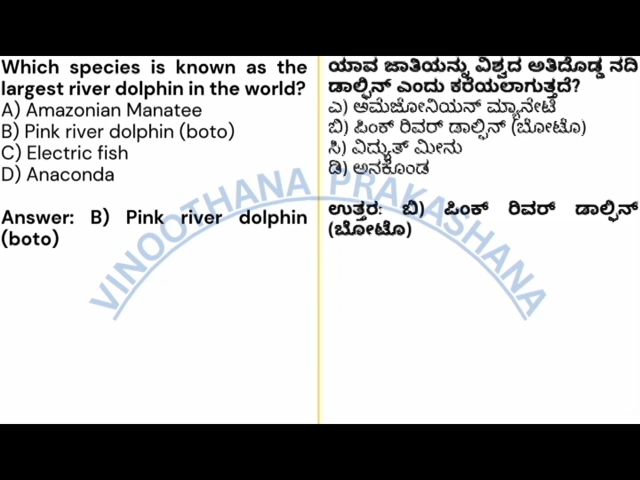 Which species is known as the
largest river dolphin in the world?
A) Amazonian Manatee
B) Pink river dolphin (boto)
C) Electric fish
D) Anaconda
Answer: B) Pink river dolphin
(boto)
ಯಾವ ಜಾತಿಯನ್ನು ವಿಶ್ವದ ಅತಿದೊಡ್ಡ ನದಿ
ಡಾಲ್ಫಿನ್ ಎಂದು ಕರೆಯಲಾಗುತ್ತದೆ?
ಎ) ಅಮೆಜೋನಿಯನ್ ಮ್ಯಾನೇಟಿ
ಬಿ) ಪಿಂಕ್ ರಿವರ್ ಡಾಲ್ಫಿನ್ (ಬೋಟೊ)
ಸಿ) ವಿದ್ಯುತ್ ಮೀನು
ಡಿ) ಅನಕೊಂಡ
ಉತ್ತರ: ಬಿ) ಪಿಂಕ್ ರಿವರ್ ಡಾಲ್ಫಿನ್
(ಬೋಟೊ)
VINOOTHANA PRAKASHANA